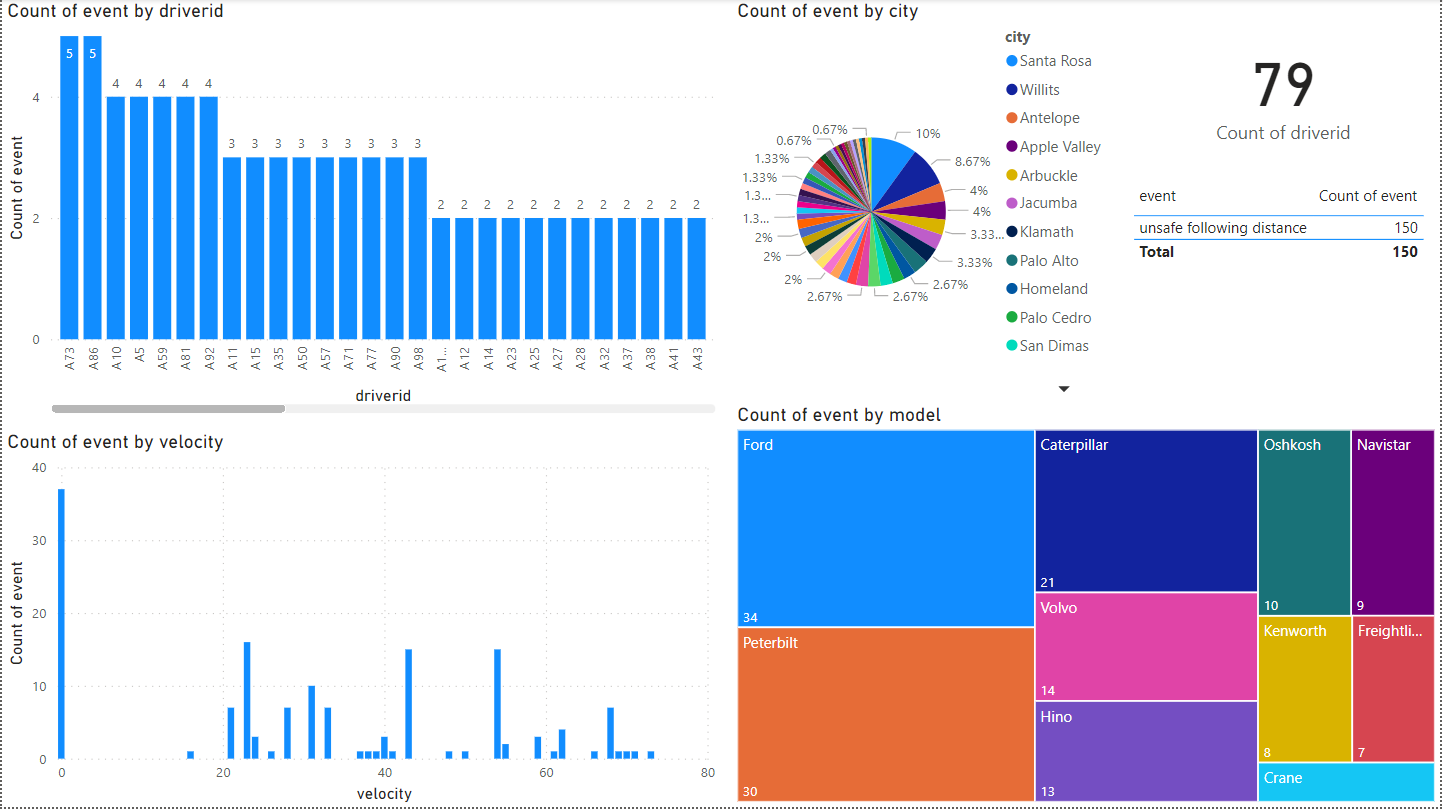 Count of event by driverid
Count of event
4
2
0
5
5
4
4
4
4
4
3
3
3
3
3
3
3
3
3
2
2
2
2
2
2
2
2
2
2
2
2
A73
A86
A10
A5
A59
A81
A92
A11
A15
A35
A50
A57
A71
A77
A90
A98
A1...
A12
A14
A23
A25
A27
A28
A32
A37
A38
A41
A43
driverid
Count of event by city
10%
8.67%
4%
4%
3.33...
3.33%
2.67%
2.67%
2.67%
2%
2%
2%
1.3...
1.3...
1.33%
1.33%
0.67%
0.67%
city
Santa Rosa
Willits
Antelope
Apple Valley
Arbuckle
Jacumba
Klamath
Palo Alto
Homeland
Palo Cedro
San Dimas
79
Count of driverid
event Count of event
unsafe following distance 150
Total 150
Count of event by velocity
Count of event
40
30
20
10
0
0 20 40 60 80
velocity
Count of event by model
Ford
34
Peterbilt
30
Caterpillar
21
Volvo
14
Hino
13
Oshkosh
10
Navistar
9
Kenworth
8
Freightli...
7
Crane